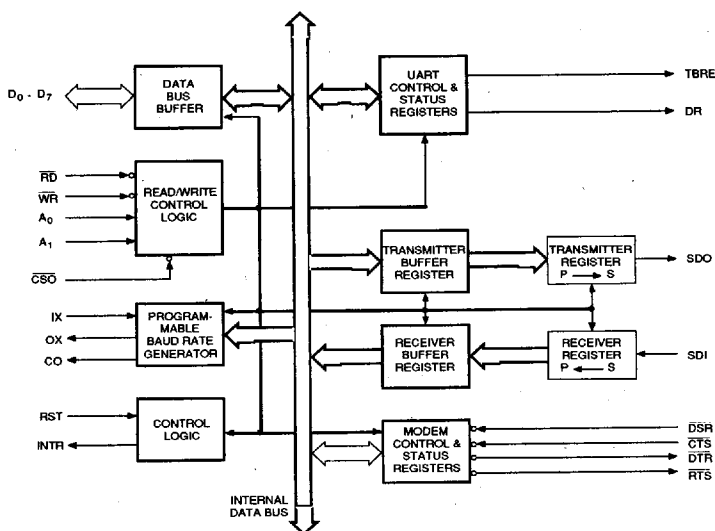 D0 - D7
DATA
BUS
BUFFER
UART
CONTROL &
STATUS
REGISTERS
TBRE
DR
RD
WR
A0
A1
CSO
READ/WRITE
CONTROL
LOGIC
TRANSMITTER
BUFFER
REGISTER
TRANSMITTER
REGISTER
P → S
SDO
IX
OX
CO
PROGRAM-
MABLE
BAUD RATE
GENERATOR
RECEIVER
BUFFER
REGISTER
RECEIVER
REGISTER
P ← S
SDI
RST
INTR
CONTROL
LOGIC
MODEM
CONTROL &
STATUS
REGISTERS
DSR
CTS
DTR
RTS
INTERNAL
DATA BUS